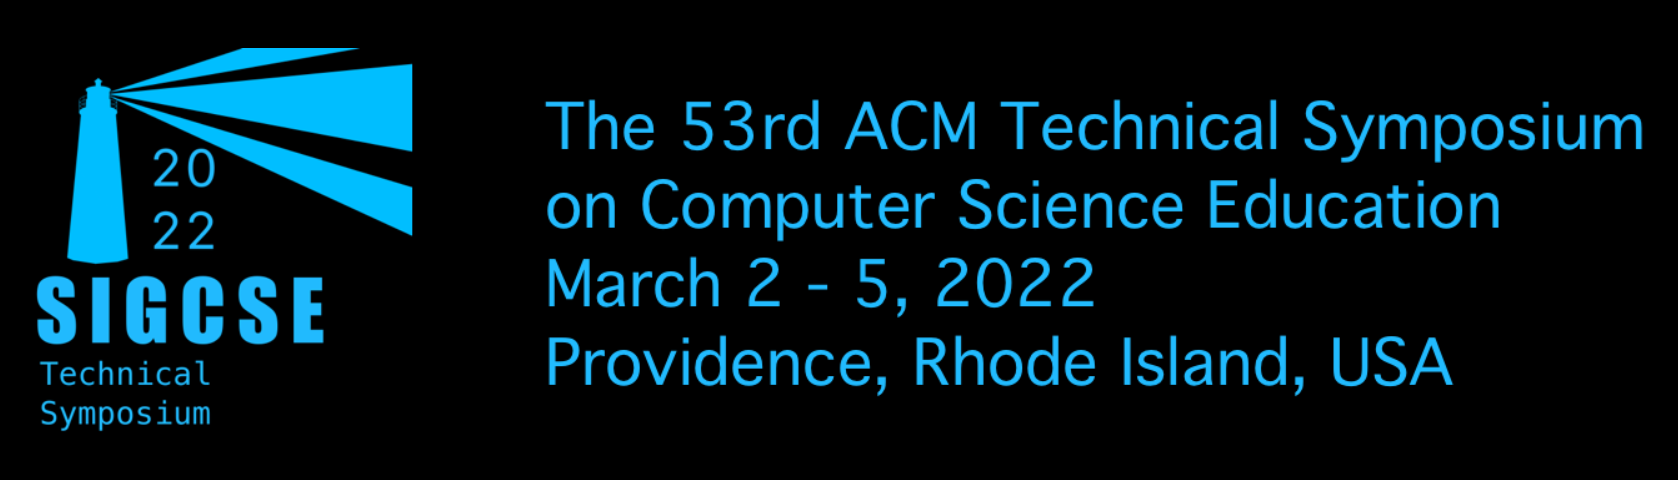 20
22
SIGCSE
Technical
Symposium
The 53rd ACM Technical Symposium
on Computer Science Education
March 2 - 5, 2022
Providence, Rhode Island, USA